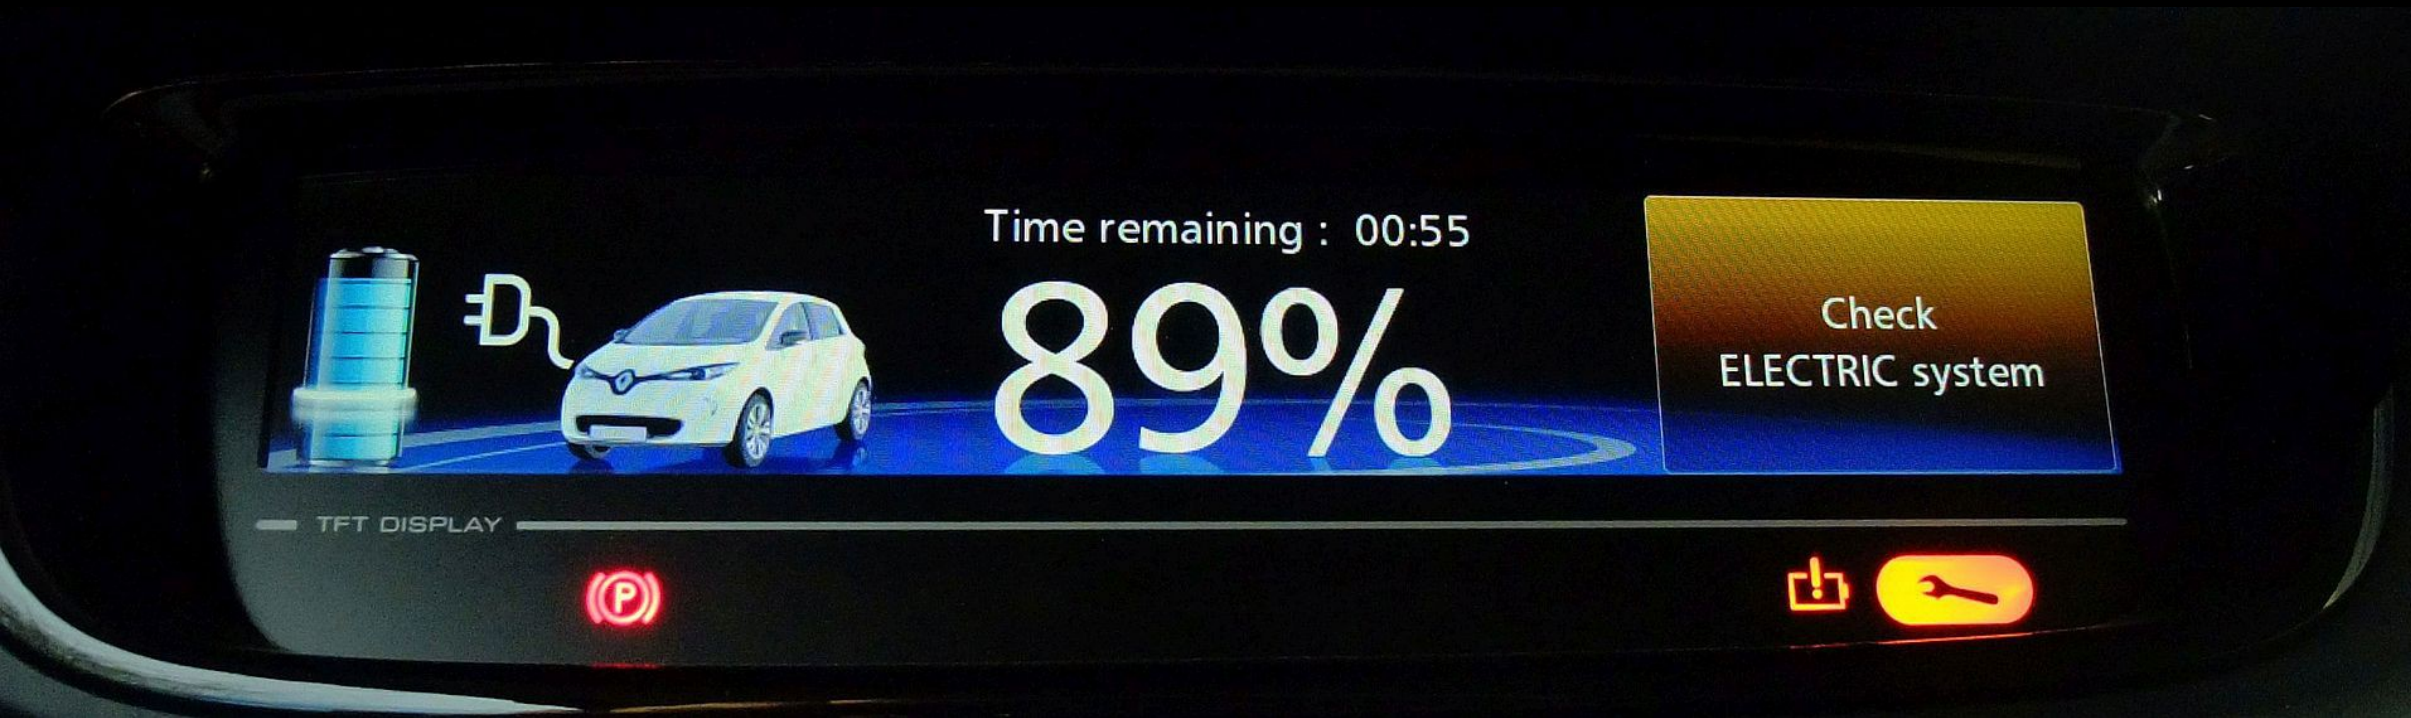 Time remaining : 00:55
89%
Check
ELECTRIC system
TFT DISPLAY
P